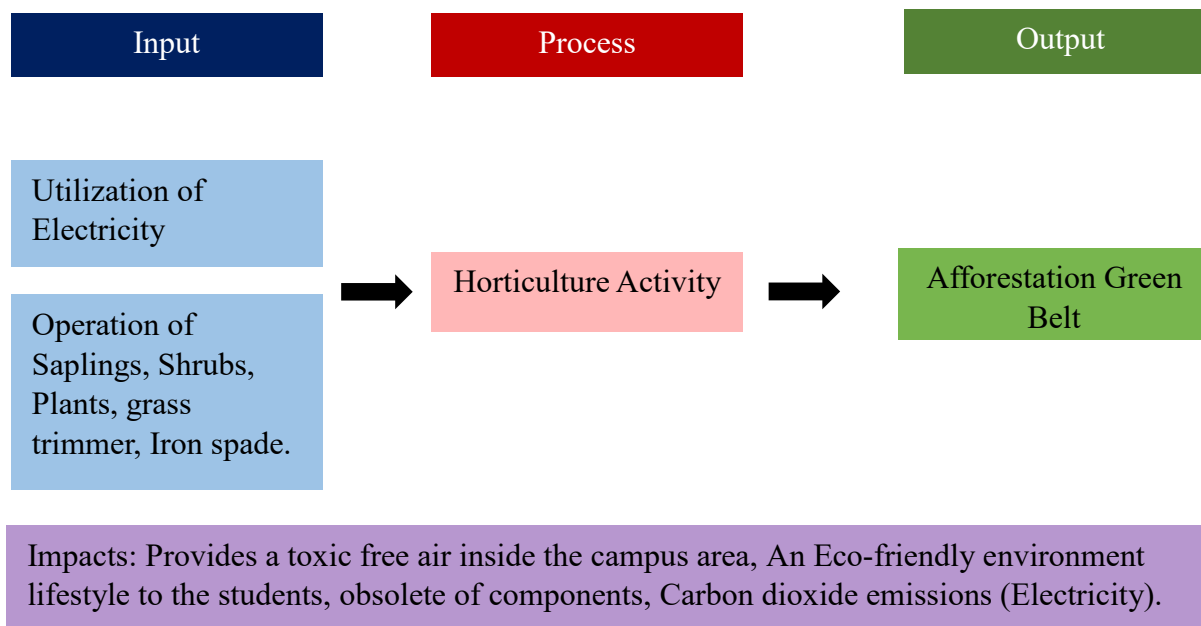 Input
Process
Output
Utilization of
Electricity
Operation of
Saplings, Shrubs,
Plants, grass
trimmer, Iron spade.
Horticulture Activity
Afforestation Green
Belt
Impacts: Provides a toxic free air inside the campus area, An Eco-friendly environment
lifestyle to the students, obsolete of components, Carbon dioxide emissions (Electricity).